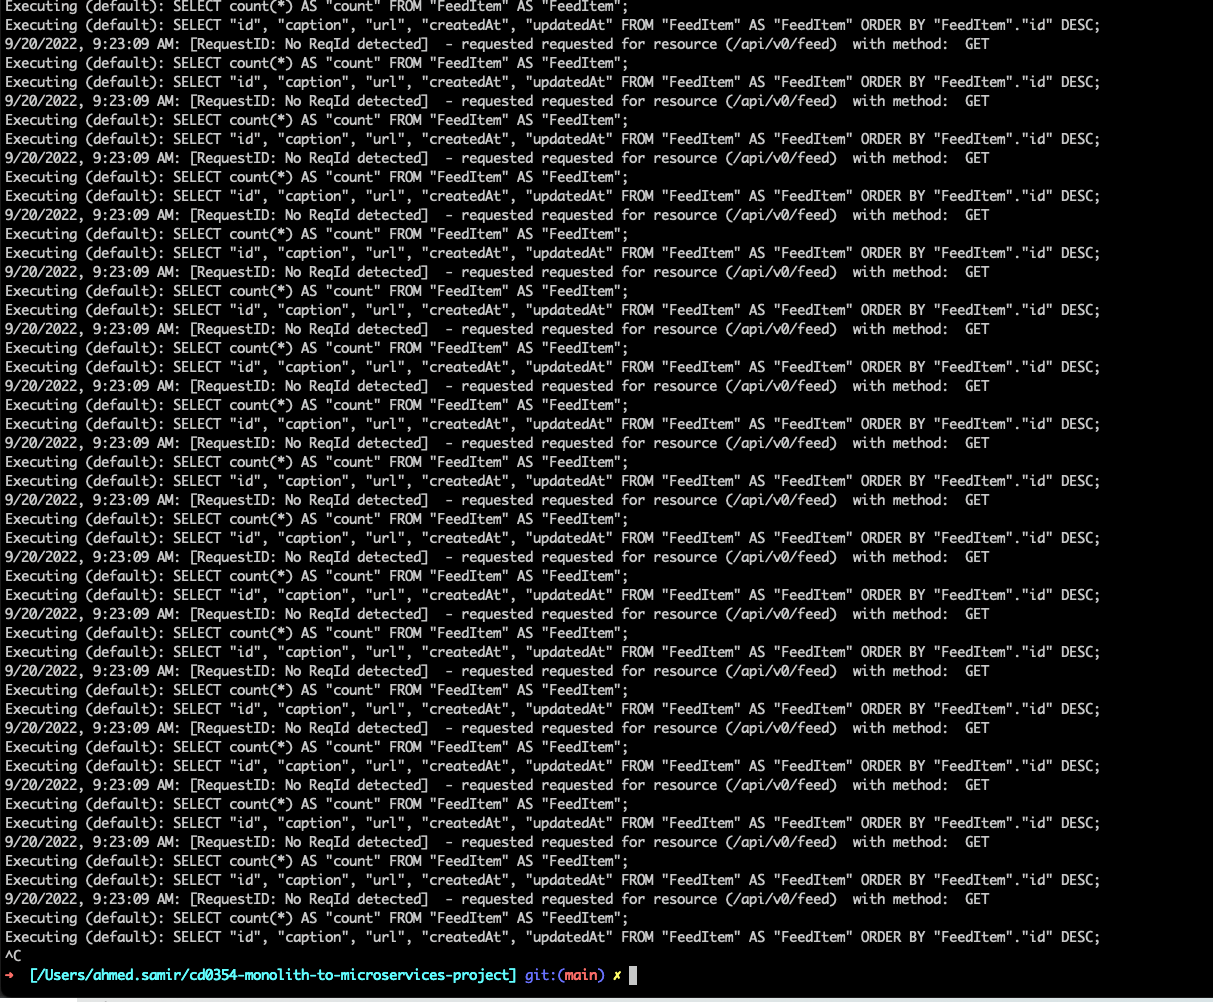 Executing (default): SELECT count(*) AS "count" FROM "FeedItem" AS "FeedItem";
Executing (default): SELECT "id", "caption", "url", "createdAt", "updatedAt" FROM "FeedItem" AS "FeedItem" ORDER BY "FeedItem"."id" DESC;
9/20/2022, 9:23:09 AM: [RequestID: No ReqId detected]  - requested requested for resource (/api/v0/feed)  with method:  GET
Executing (default): SELECT count(*) AS "count" FROM "FeedItem" AS "FeedItem";
Executing (default): SELECT "id", "caption", "url", "createdAt", "updatedAt" FROM "FeedItem" AS "FeedItem" ORDER BY "FeedItem"."id" DESC;
9/20/2022, 9:23:09 AM: [RequestID: No ReqId detected]  - requested requested for resource (/api/v0/feed)  with method:  GET
Executing (default): SELECT count(*) AS "count" FROM "FeedItem" AS "FeedItem";
Executing (default): SELECT "id", "caption", "url", "createdAt", "updatedAt" FROM "FeedItem" AS "FeedItem" ORDER BY "FeedItem"."id" DESC;
9/20/2022, 9:23:09 AM: [RequestID: No ReqId detected]  - requested requested for resource (/api/v0/feed)  with method:  GET
Executing (default): SELECT count(*) AS "count" FROM "FeedItem" AS "FeedItem";
Executing (default): SELECT "id", "caption", "url", "createdAt", "updatedAt" FROM "FeedItem" AS "FeedItem" ORDER BY "FeedItem"."id" DESC;
9/20/2022, 9:23:09 AM: [RequestID: No ReqId detected]  - requested requested for resource (/api/v0/feed)  with method:  GET
Executing (default): SELECT count(*) AS "count" FROM "FeedItem" AS "FeedItem";
Executing (default): SELECT "id", "caption", "url", "createdAt", "updatedAt" FROM "FeedItem" AS "FeedItem" ORDER BY "FeedItem"."id" DESC;
9/20/2022, 9:23:09 AM: [RequestID: No ReqId detected]  - requested requested for resource (/api/v0/feed)  with method:  GET
Executing (default): SELECT count(*) AS "count" FROM "FeedItem" AS "FeedItem";
Executing (default): SELECT "id", "caption", "url", "createdAt", "updatedAt" FROM "FeedItem" AS "FeedItem" ORDER BY "FeedItem"."id" DESC;
9/20/2022, 9:23:09 AM: [RequestID: No ReqId detected]  - requested requested for resource (/api/v0/feed)  with method:  GET
Executing (default): SELECT count(*) AS "count" FROM "FeedItem" AS "FeedItem";
Executing (default): SELECT "id", "caption", "url", "createdAt", "updatedAt" FROM "FeedItem" AS "FeedItem" ORDER BY "FeedItem"."id" DESC;
9/20/2022, 9:23:09 AM: [RequestID: No ReqId detected]  - requested requested for resource (/api/v0/feed)  with method:  GET
Executing (default): SELECT count(*) AS "count" FROM "FeedItem" AS "FeedItem";
Executing (default): SELECT "id", "caption", "url", "createdAt", "updatedAt" FROM "FeedItem" AS "FeedItem" ORDER BY "FeedItem"."id" DESC;
9/20/2022, 9:23:09 AM: [RequestID: No ReqId detected]  - requested requested for resource (/api/v0/feed)  with method:  GET
Executing (default): SELECT count(*) AS "count" FROM "FeedItem" AS "FeedItem";
Executing (default): SELECT "id", "caption", "url", "createdAt", "updatedAt" FROM "FeedItem" AS "FeedItem" ORDER BY "FeedItem"."id" DESC;
9/20/2022, 9:23:09 AM: [RequestID: No ReqId detected]  - requested requested for resource (/api/v0/feed)  with method:  GET
Executing (default): SELECT count(*) AS "count" FROM "FeedItem" AS "FeedItem";
Executing (default): SELECT "id", "caption", "url", "createdAt", "updatedAt" FROM "FeedItem" AS "FeedItem" ORDER BY "FeedItem"."id" DESC;
9/20/2022, 9:23:09 AM: [RequestID: No ReqId detected]  - requested requested for resource (/api/v0/feed)  with method:  GET
Executing (default): SELECT count(*) AS "count" FROM "FeedItem" AS "FeedItem";
Executing (default): SELECT "id", "caption", "url", "createdAt", "updatedAt" FROM "FeedItem" AS "FeedItem" ORDER BY "FeedItem"."id" DESC;
9/20/2022, 9:23:09 AM: [RequestID: No ReqId detected]  - requested requested for resource (/api/v0/feed)  with method:  GET
Executing (default): SELECT count(*) AS "count" FROM "FeedItem" AS "FeedItem";
Executing (default): SELECT "id", "caption", "url", "createdAt", "updatedAt" FROM "FeedItem" AS "FeedItem" ORDER BY "FeedItem"."id" DESC;
9/20/2022, 9:23:09 AM: [RequestID: No ReqId detected]  - requested requested for resource (/api/v0/feed)  with method:  GET
Executing (default): SELECT count(*) AS "count" FROM "FeedItem" AS "FeedItem";
Executing (default): SELECT "id", "caption", "url", "createdAt", "updatedAt" FROM "FeedItem" AS "FeedItem" ORDER BY "FeedItem"."id" DESC;
9/20/2022, 9:23:09 AM: [RequestID: No ReqId detected]  - requested requested for resource (/api/v0/feed)  with method:  GET
Executing (default): SELECT count(*) AS "count" FROM "FeedItem" AS "FeedItem";
Executing (default): SELECT "id", "caption", "url", "createdAt", "updatedAt" FROM "FeedItem" AS "FeedItem" ORDER BY "FeedItem"."id" DESC;
9/20/2022, 9:23:09 AM: [RequestID: No ReqId detected]  - requested requested for resource (/api/v0/feed)  with method:  GET
Executing (default): SELECT count(*) AS "count" FROM "FeedItem" AS "FeedItem";
Executing (default): SELECT "id", "caption", "url", "createdAt", "updatedAt" FROM "FeedItem" AS "FeedItem" ORDER BY "FeedItem"."id" DESC;
9/20/2022, 9:23:09 AM: [RequestID: No ReqId detected]  - requested requested for resource (/api/v0/feed)  with method:  GET
Executing (default): SELECT count(*) AS "count" FROM "FeedItem" AS "FeedItem";
Executing (default): SELECT "id", "caption", "url", "createdAt", "updatedAt" FROM "FeedItem" AS "FeedItem" ORDER BY "FeedItem"."id" DESC;
9/20/2022, 9:23:09 AM: [RequestID: No ReqId detected]  - requested requested for resource (/api/v0/feed)  with method:  GET
Executing (default): SELECT count(*) AS "count" FROM "FeedItem" AS "FeedItem";
Executing (default): SELECT "id", "caption", "url", "createdAt", "updatedAt" FROM "FeedItem" AS "FeedItem" ORDER BY "FeedItem"."id" DESC;
^C
➜  [/Users/ahmed.samir/cd0354-monolith-to-microservices-project] git:(main) ✗